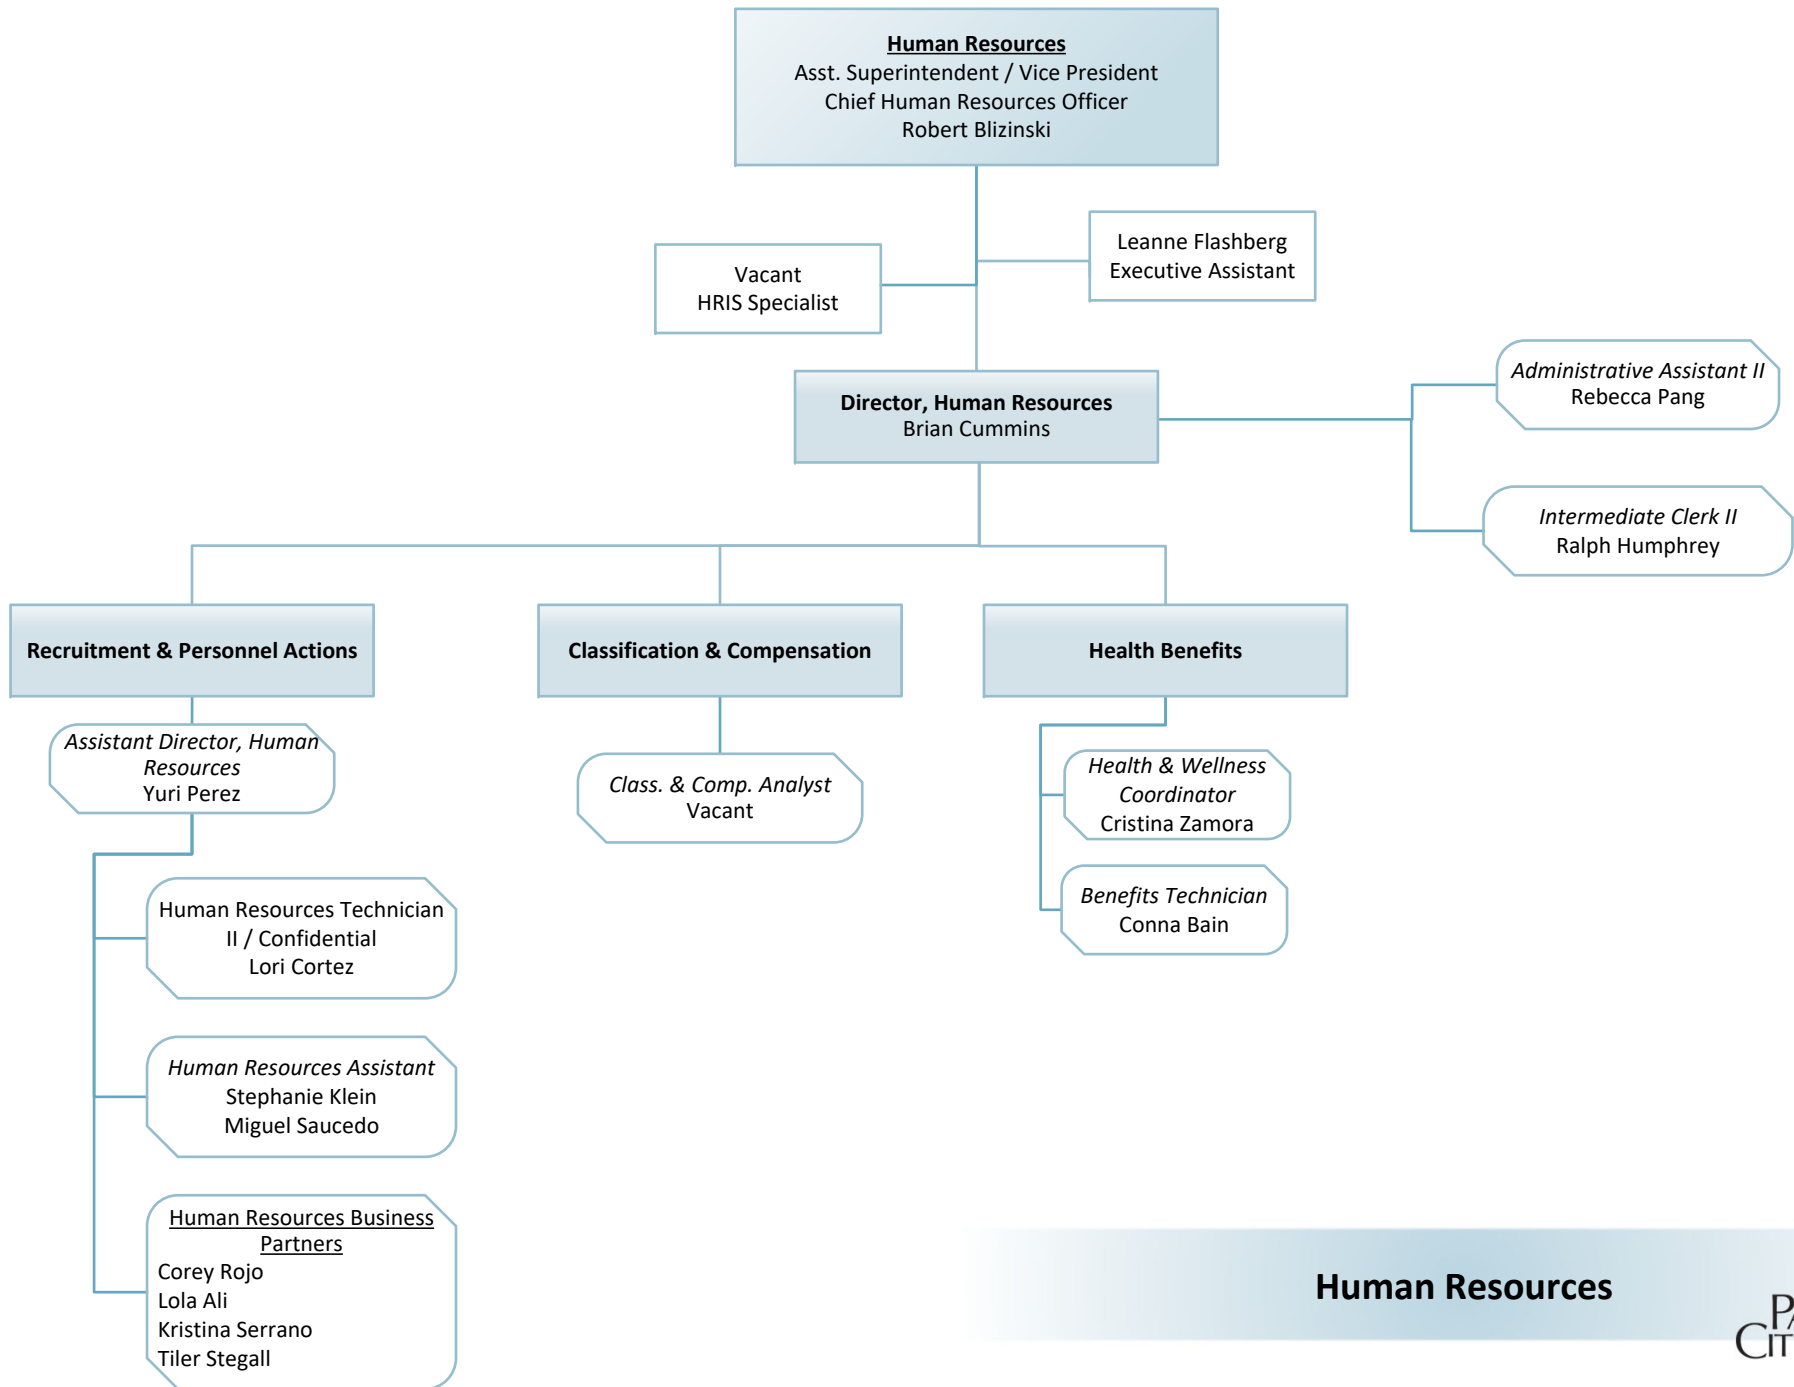 Human Resources
Asst. Superintendent / Vice President
Chief Human Resources Officer
Robert Blizinski
Leanne Flashberg
Executive Assistant
Vacant
HRIS Specialist
Director, Human Resources
Brian Cummins
Administrative Assistant II
Rebecca Pang
Intermediate Clerk II
Ralph Humphrey
Recruitment & Personnel Actions
Classification & Compensation
Health Benefits
Assistant Director, Human
Resources
Yuri Perez
Class. & Comp. Analyst
Vacant
Health & Wellness
Coordinator
Cristina Zamora
Benefits Technician
Conna Bain
Human Resources Technician
II / Confidential
Lori Cortez
Human Resources Assistant
Stephanie Klein
Miguel Saucedo
Human Resources Business
Partners
Corey Rojo
Lola Ali
Kristina Serrano
Tiler Stegall
Human Resources